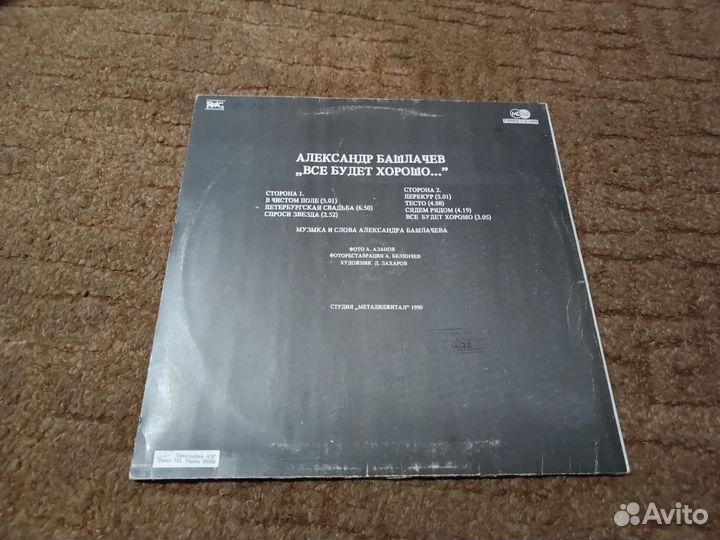 АЛЕКСАНДР БАШЛАЧЕВ
„ВСЕ БУДЕТ ХОРОШО..."
СТОРОНА 1.
В ЧИСТОМ ПОЛЕ (5.01)
ПЕТЕРБУРГСКАЯ СВАДЬБА (6.50)
СПРОСИ ЗВЕЗДА (2.52)
СТОРОНА 2.
ПЕРЕКУР (5.01)
ТЕСТО (4.08)
СЯДЕМ РЯДОМ (4.19)
ВСЕ БУДЕТ ХОРОШО (3.05)
МУЗЫКА И СЛОВА АЛЕКСАНДРА БАШЛАЧЕВА
ФОТО А. АЗАНОВ
ФОТОРЕСТАВРАЦИЯ А. БЕЛЯНЧЕВ
ХУДОЖНИК Д. ЗАХАРОВ
СТУДИЯ „МЕТАДИДЖИТАЛ" 1990
Типография
Тираж
Avito